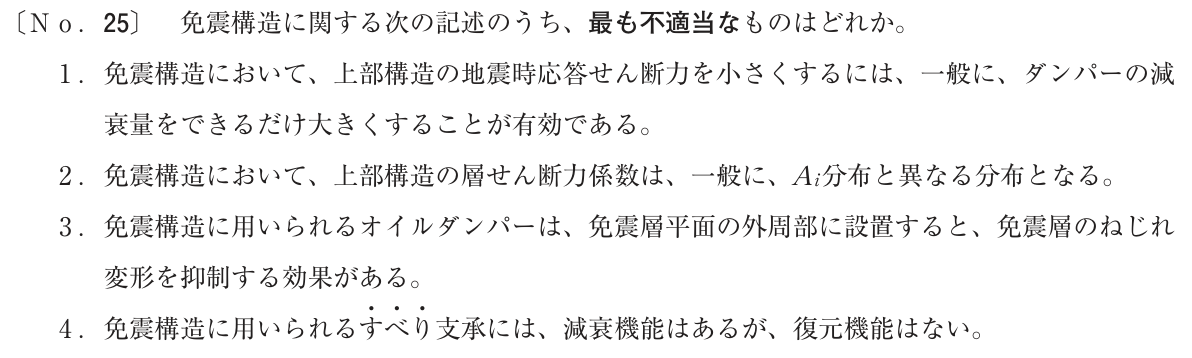 〔Ｎｏ．25〕　免震構造に関する次の記述のうち、最も不適当なものはどれか。
１．免震構造において、上部構造の地震時応答せん断力を小さくするには、一般に、ダンパーの減
衰量をできるだけ大きくすることが有効である。
２．免震構造において、上部構造の層せん断力係数は、一般に、Ai分布と異なる分布となる。
３．免震構造に用いられるオイルダンパーは、免震層平面の外周部に設置すると、免震層のねじれ
変形を抑制する効果がある。
４．免震構造に用いられるすべり支承には、減衰機能はあるが、復元機能はない。